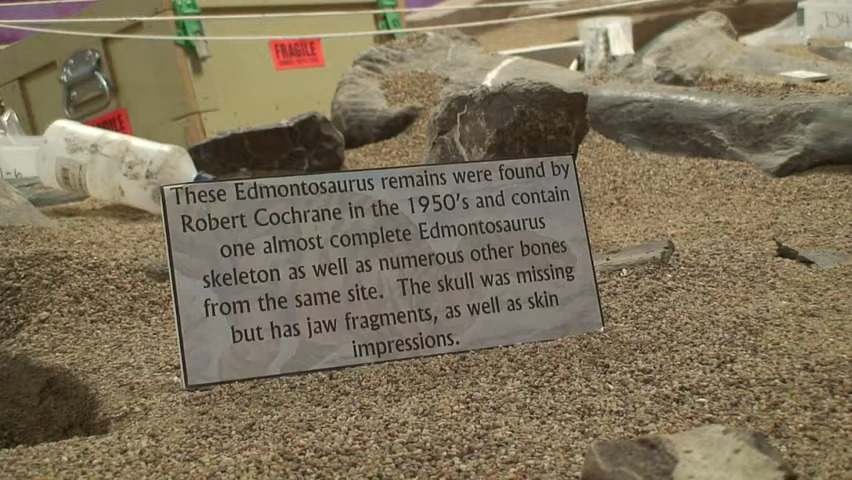 FRAGILE
These Edmontosaurus remains were found by
Robert Cochrane in the 1950's and contain
one almost complete Edmontosaurus
skeleton as well as numerous other bones
from the same site. The skull was missing
but has jaw fragments, as well as skin
impressions.